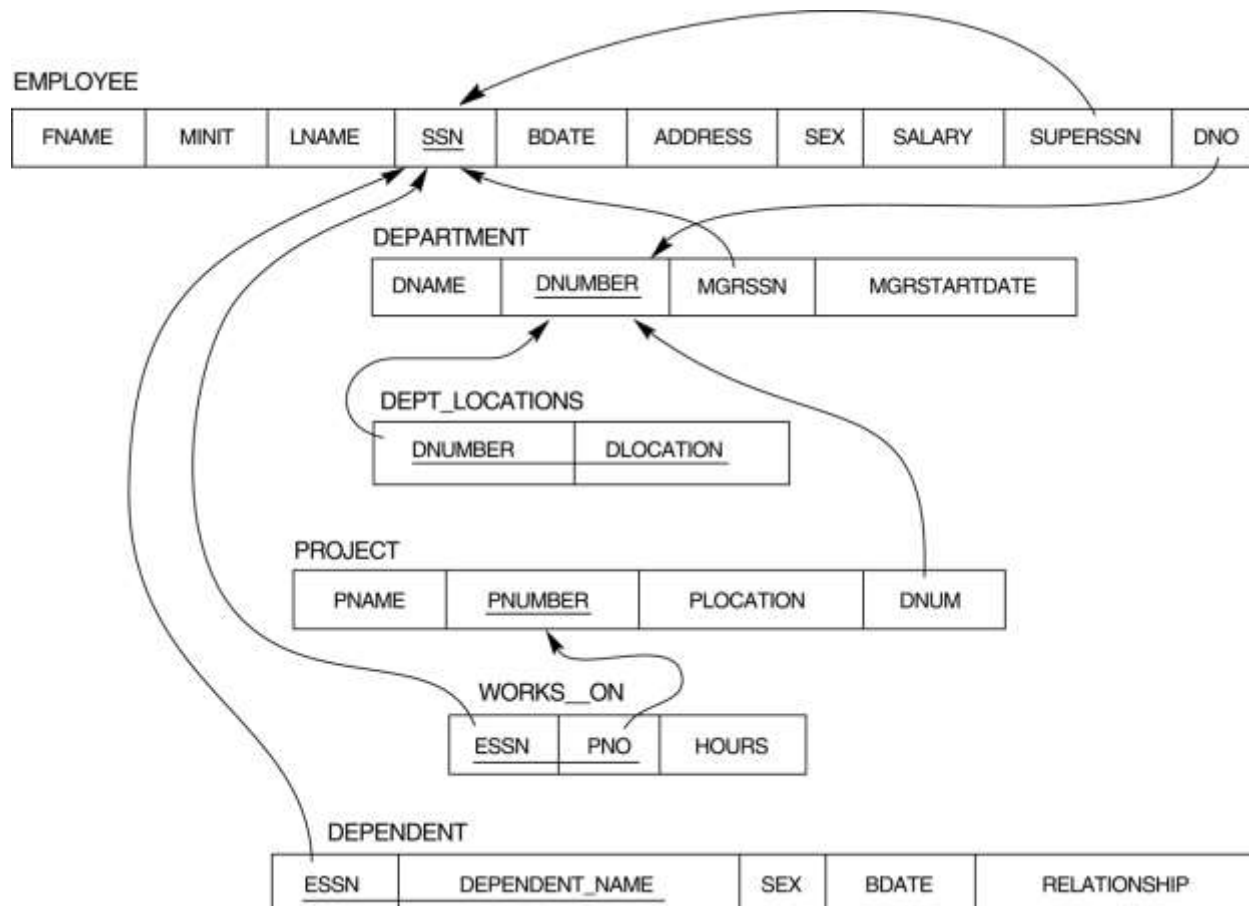 EMPLOYEE
FNAME MINIT LNAME SSN BDATE ADDRESS SEX SALARY SUPERSSN DNO
DEPARTMENT
DNAME DNUMBER MGRSSN MGRSTARTDATE
DEPT_LOCATIONS
DNUMBER DLOCATION
PROJECT
PNAME PNUMBER PLOCATION DNUM
WORKS__ON
ESSN PNO HOURS
DEPENDENT
ESSN DEPENDENT_NAME SEX BDATE RELATIONSHIP